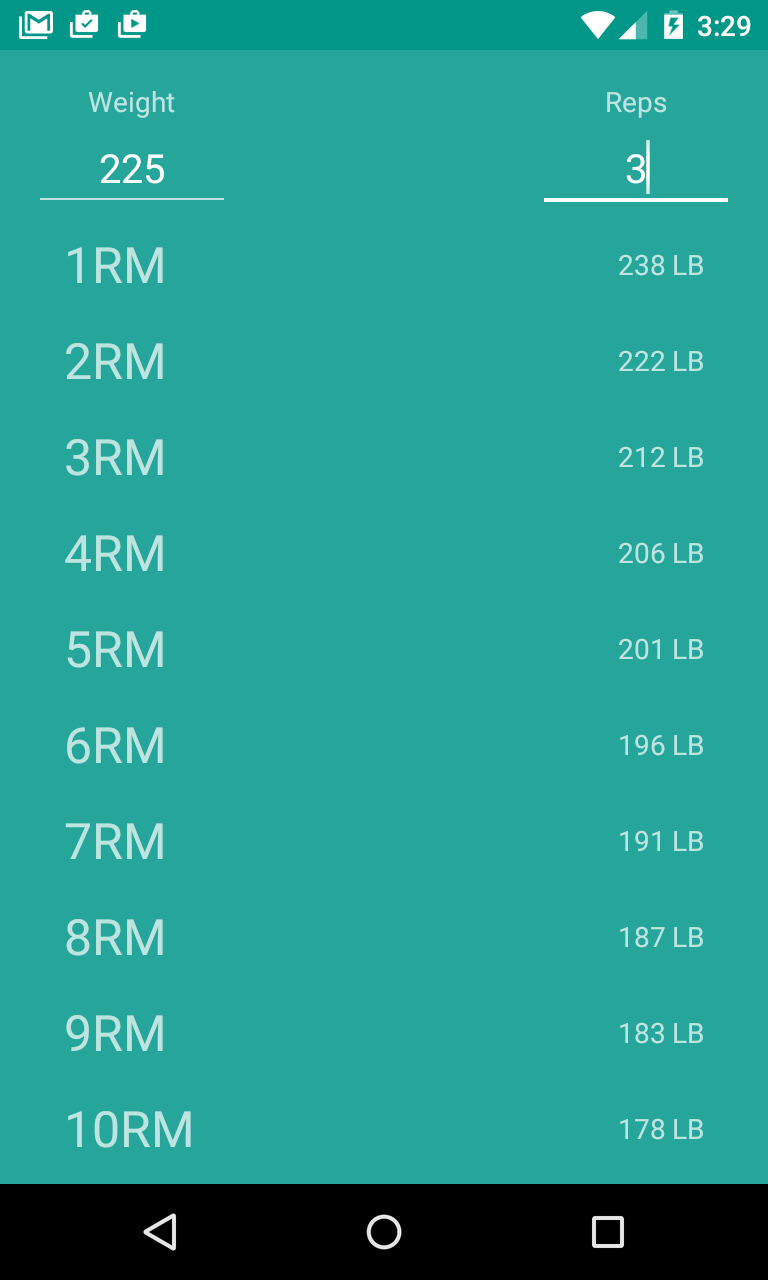 3:29
Weight Reps
225 3
1RM 238 LB
2RM 222 LB
3RM 212 LB
4RM 206 LB
5RM 201 LB
6RM 196 LB
7RM 191 LB
8RM 187 LB
9RM 183 LB
10RM 178 LB